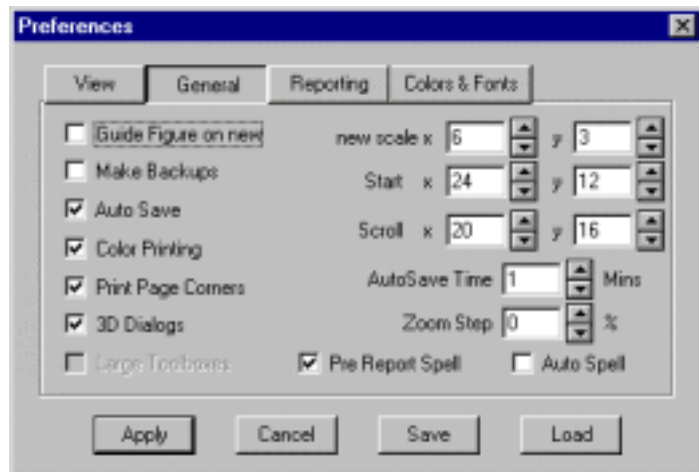 Preferences
View General Reporting Colors & Fonts
Guide Figure on new new scale x 6 y 3
Make Backups Start x 24 y 12
Auto Save
Color Printing Scroll x 20 y 16
Print Page Corners AutoSave Time 1 Mins
3D Dialogs Zoom Step 0 %
Large Toolboxes Pre Report Spell Auto Spell
Apply Cancel Save Load